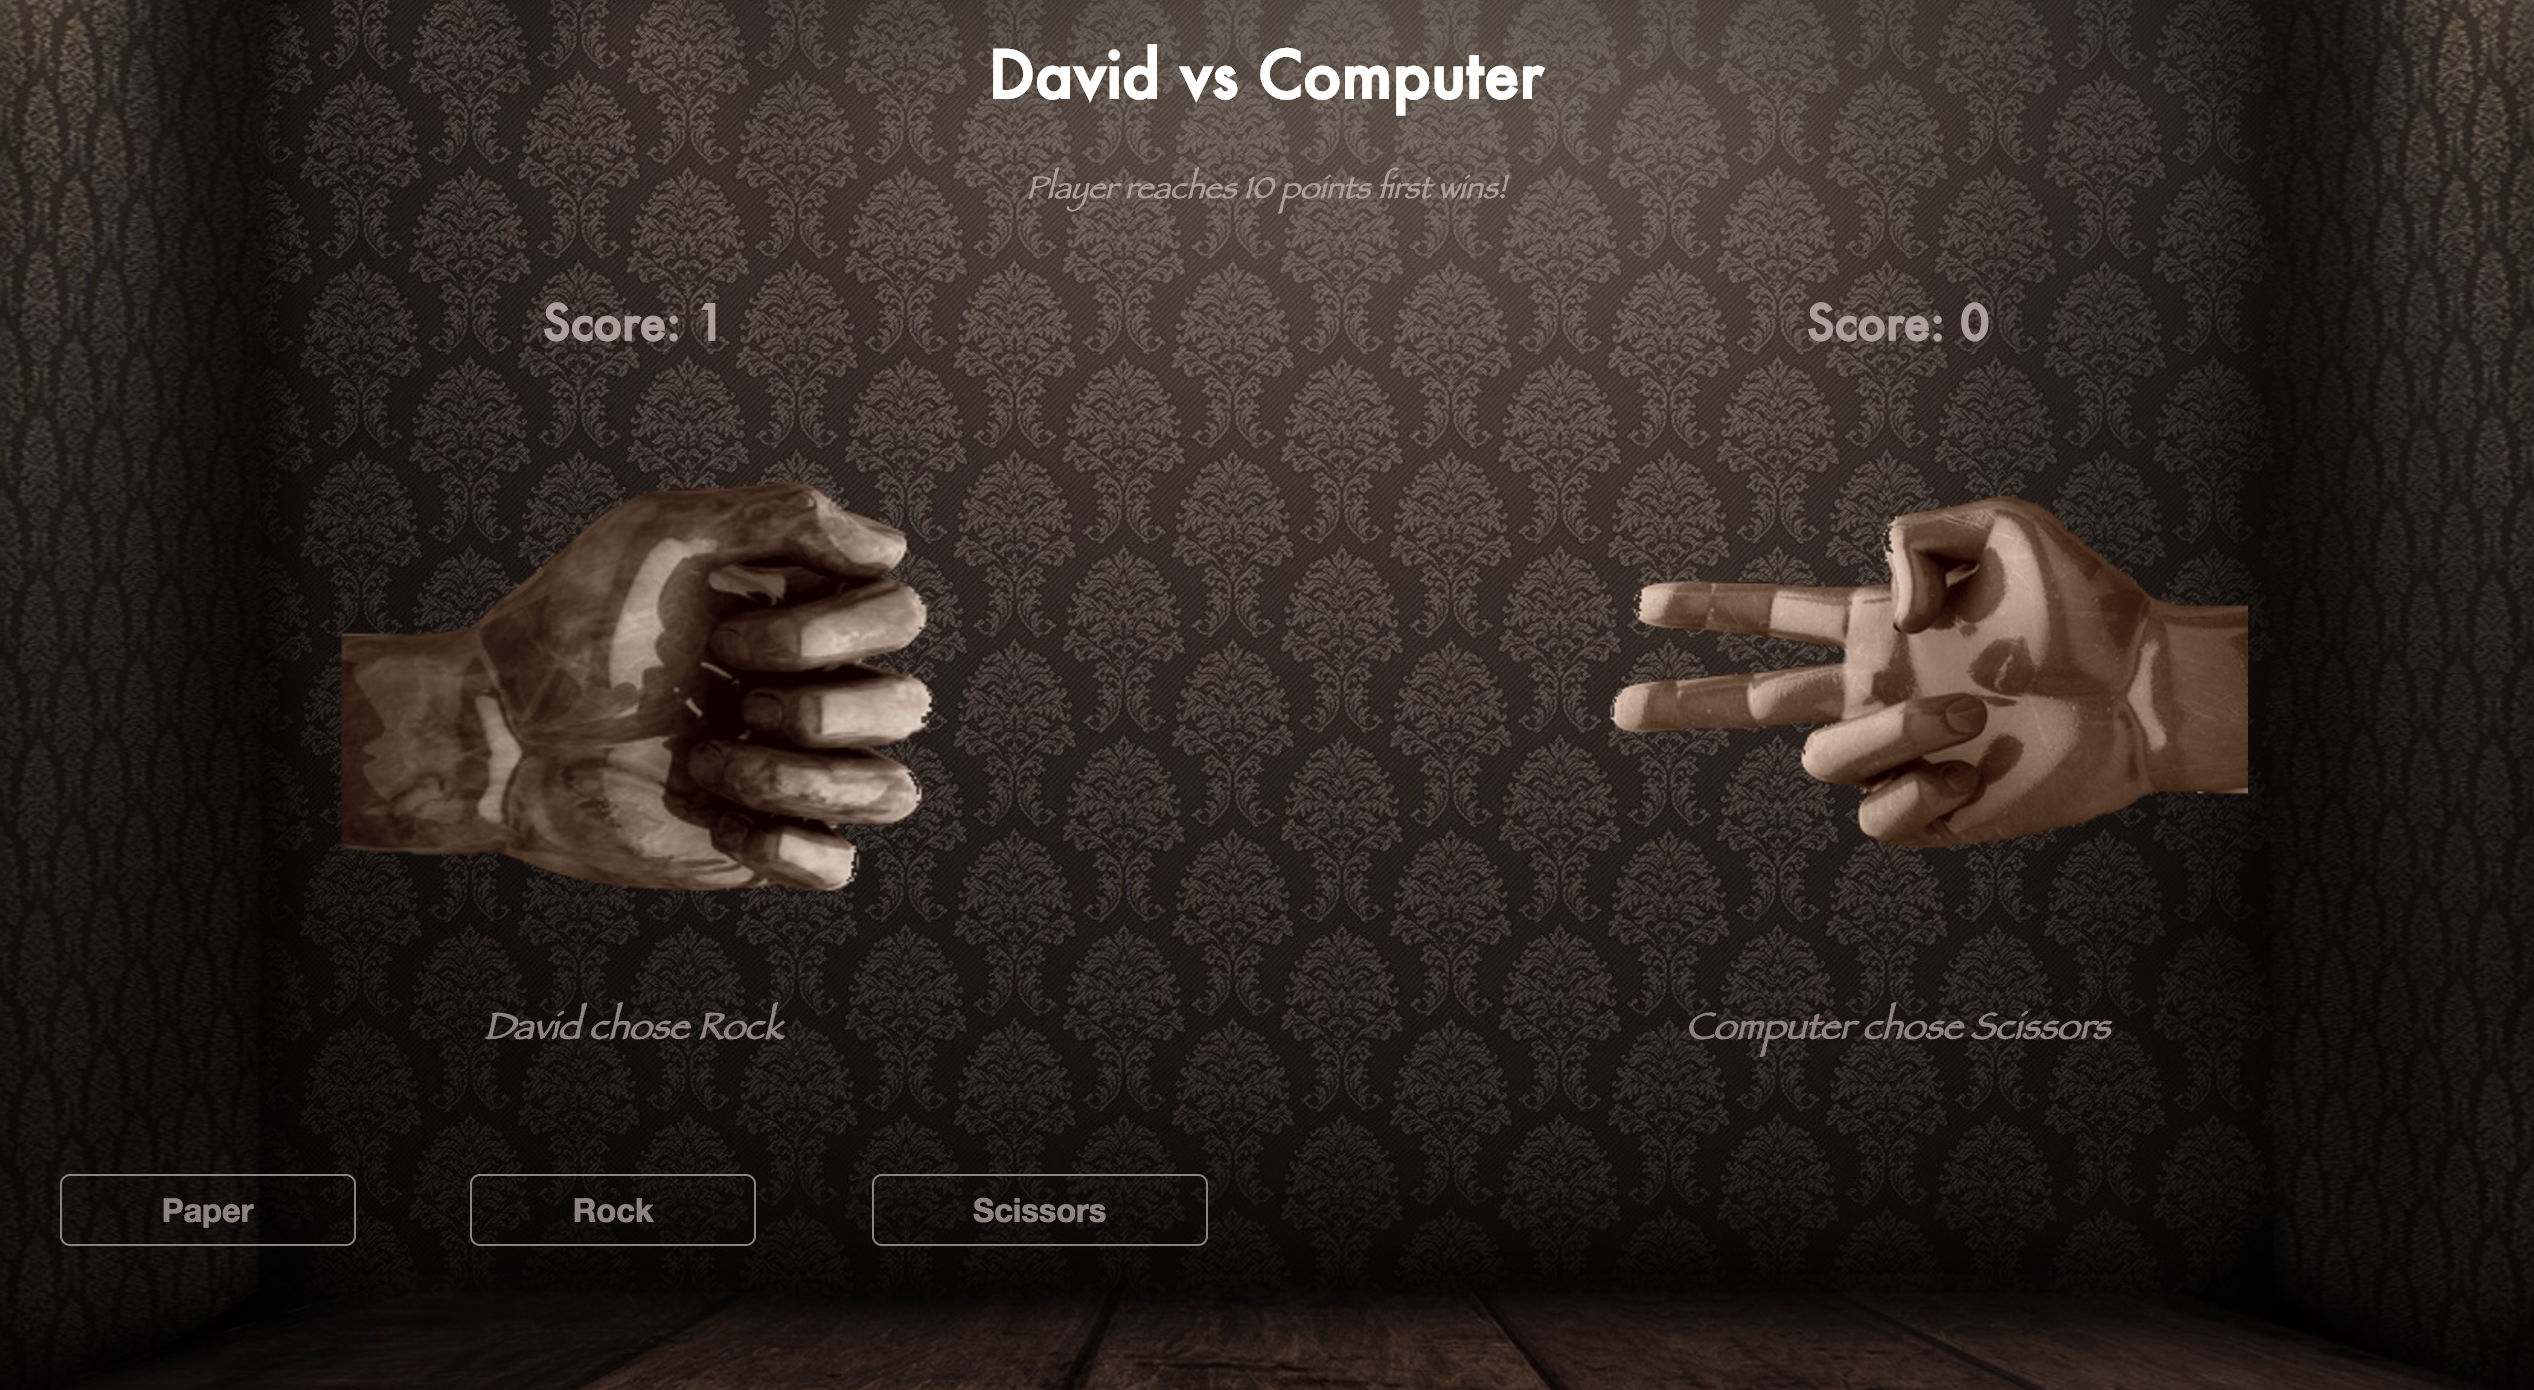 David vs Computer
Player reaches 10 points first wins!
Score: 1
Score: 0
David chose Rock
Computer chose Scissors
Paper
Rock
Scissors